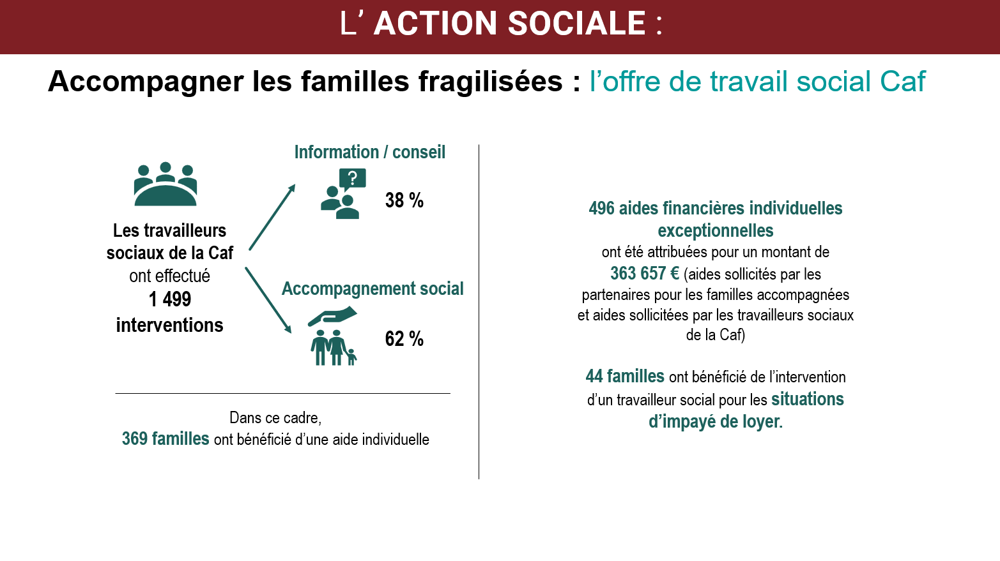 L’ ACTION SOCIALE :
Accompagner les familles fragilisées : l’offre de travail social Caf
Les travailleurs
sociaux de la Caf
ont effectué
1 499
interventions
Information / conseil
?
38 %
Accompagnement social
62 %
Dans ce cadre,
369 familles ont bénéficié d’une aide individuelle
496 aides financières individuelles
exceptionnelles
ont été attribuées pour un montant de
363 657 € (aides sollicités par les
partenaires pour les familles accompagnées
et aides sollicitées par les travailleurs sociaux
de la Caf)
44 familles ont bénéficié de l’intervention
d’un travailleur social pour les situations
d’impayé de loyer.